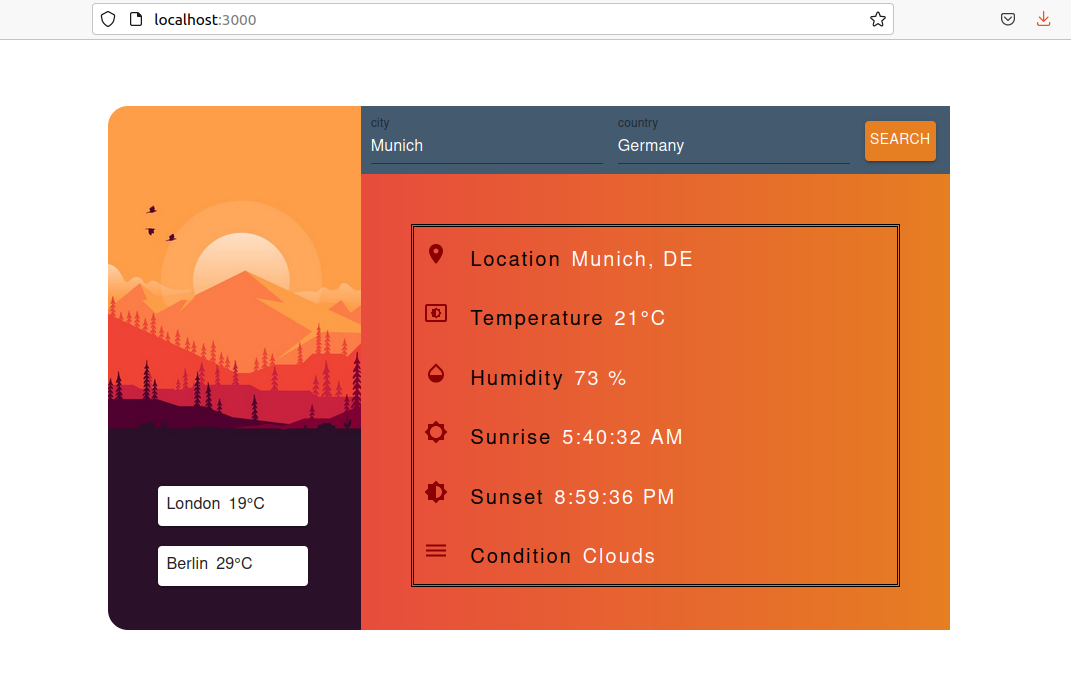 localhost:3000
city
Munich
country
Germany
SEARCH
Location Munich, DE
Temperature 21°C
Humidity 73 %
Sunrise 5:40:32 AM
Sunset 8:59:36 PM
Condition Clouds
London 19°C
Berlin 29°C